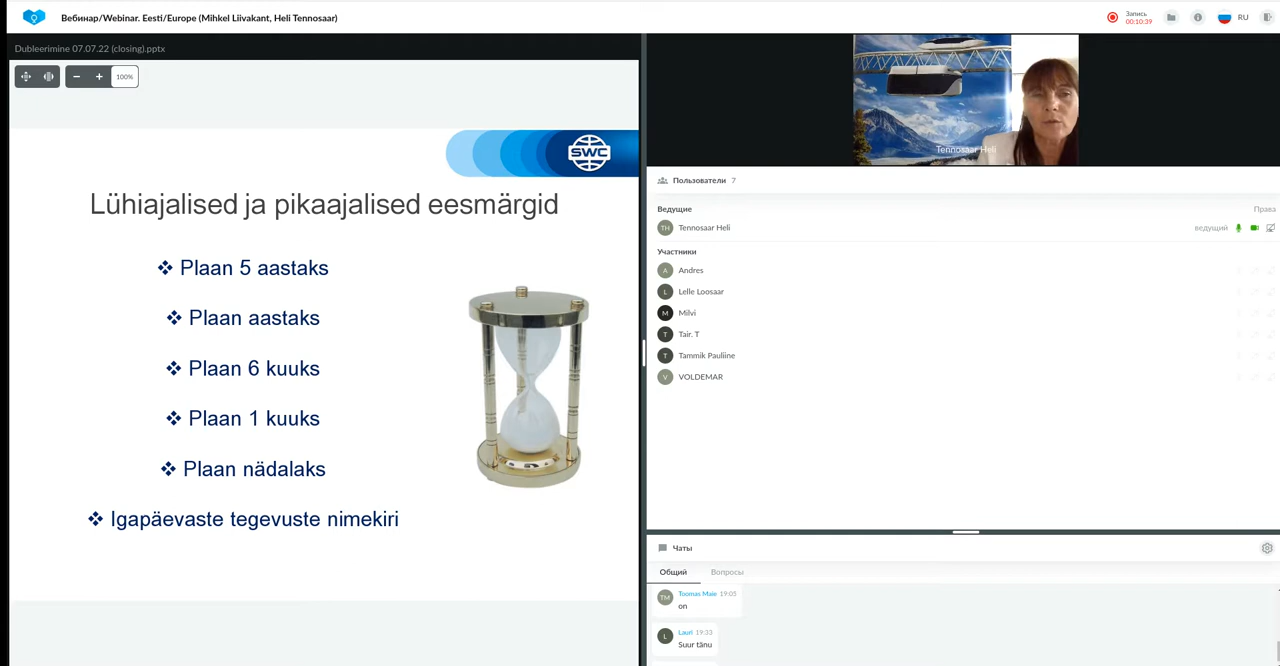 Вебинар/Webinar. Eesti/Europe (Mihkel Liivakant, Heli Tennosaar)
Запись
00:10:39
RU
Dubleerimine 07.07.22 (closing).pptx
100%
SWC
Lühiajalised ja pikaajalised eesmärgid
❖ Plaan 5 aastaks
❖ Plaan aastaks
❖ Plaan 6 kuuks
❖ Plaan 1 kuuks
❖ Plaan nädalaks
❖ Igapäevaste tegevuste nimekiri
Tennosaar Heli
Пользователи 7
Ведущие
Права
TH Tennosaar Heli
ведущий
Участники
A Andres
L Lelle Loosaar
M Milvi
T Tair. T
T Tammik Pauliine
V VOLDEMAR
Чаты
Общий
Вопросы
TM Toomas Maie 19:05
on
L Lauri 19:33
Suur tänu